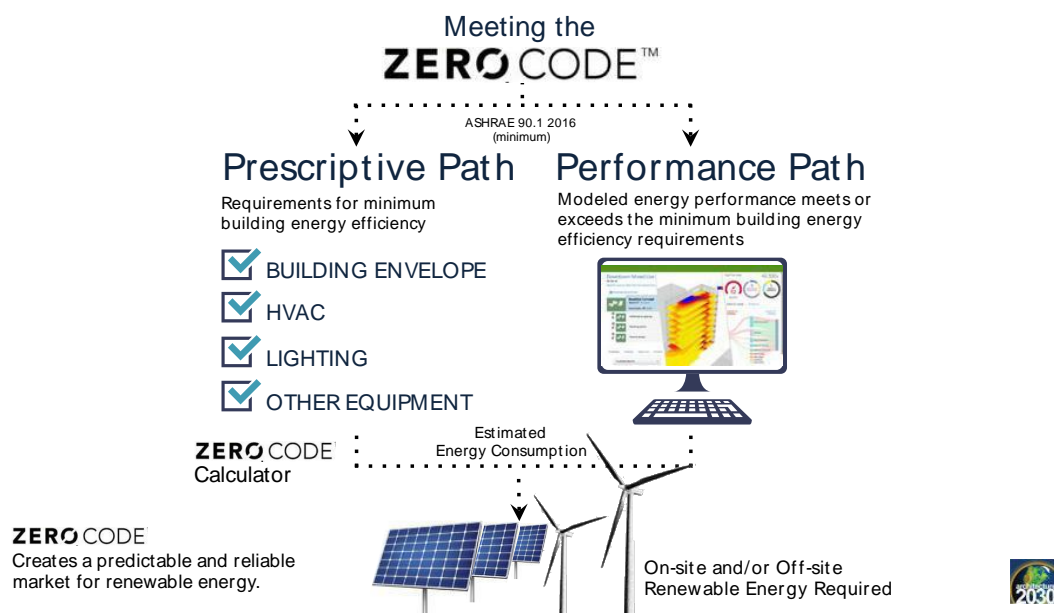 Meeting the
ZERO CODE™
ASHRAE 90.1 2016
(minimum)
Prescriptive Path
Requirements for minimum
building energy efficiency
BUILDING ENVELOPE
HVAC
LIGHTING
OTHER EQUIPMENT
Performance Path
Modeled energy performance meets or
exceeds the minimum building energy
efficiency requirements
Estimated
Energy Consumption
ZERO CODE
Calculator
ZERO CODE
Creates a predictable and reliable
market for renewable energy.
On-site and/or Off-site
Renewable Energy Required
architecture
2030